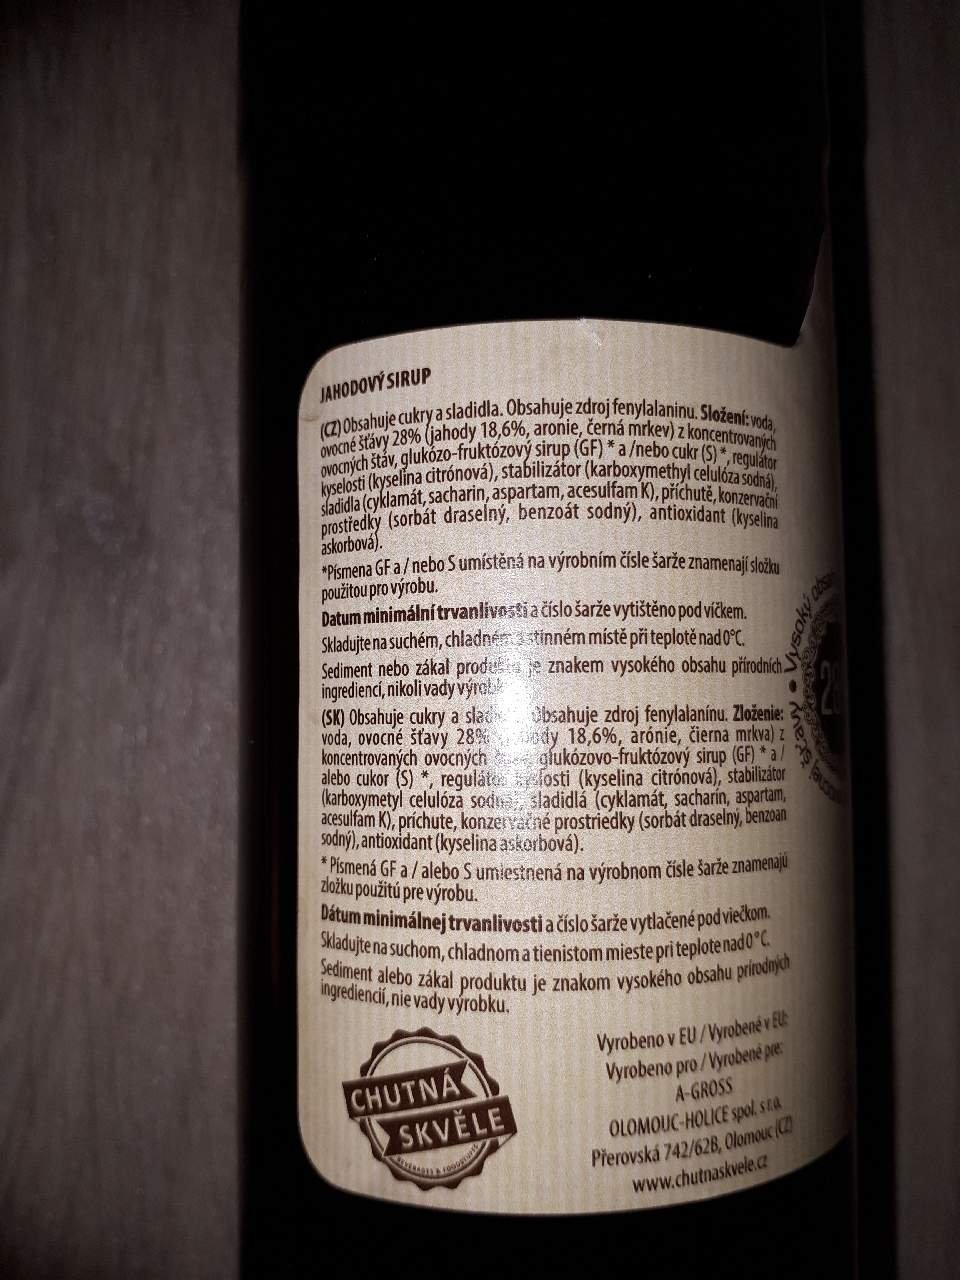 JAHODOVÝ SIRUP
(CZ) Obsahuje cukry a sladidla. Obsahuje zdroj fenylalaninu. Složení: voda,
ovocné šťávy 28% (jahody 18,6%, aronie, černá mrkev) z koncentrovaných
ovocných šťáv, glukózo-fruktózový sirup (GF) * a /nebo cukr (S) *, regulátor
kyselosti (kyselina citrónová), stabilizátor (karboxymethyl celulóza sodná),
sladidla (cyklamát, sacharin, aspartam, acesulfam K), příchutě, konzervační
prostředky (sorbát draselný, benzoát sodný), antioxidant (kyselina
askorbová).
*Písmena GF a / nebo S umístěná na výrobním čísle šarže znamenají složku
použitou pro výrobu.
Datum minimální trvanlivosti a číslo šarže vytištěno pod víčkem.
Skladujte na suchém, chladném a stinném místě při teplotě nad 0°C.
Sediment nebo zákal produktu je znakem vysokého obsahu přírodních
ingrediencí, nikoli vady
(SK) Obsahuje cukry a Obsahuje zdroj fenylalanínu. Zloženie:
voda, ovocné šťavy 28% 18,6%, arónie, čierna mrkva) z
koncentrovaných ovocných glukózovo-fruktózový sirup (GF) * a /
alebo cukor (S) *, regulátor kyslosti (kyselina citrónová), stabilizátor
(karboxymetyl celulóza sodná), sladidlá (cyklamát, sacharín, aspartam,
acesulfam K), príchute, konzervačné prostriedky (sorbát draselný, benzoan
sodný), antioxidant (kyselina askorbová).
* Písmená GF a / alebo S umiestnená na výrobnom čísle šarže znamenajú
zložku použitú pre výrobu.
Dátum minimálnej trvanlivosti a číslo šarže vytlačené pod viečkom.
Skladujte na suchom, chladnom a tienistom mieste pri teplote nad 0°C.
Sediment alebo zákal produktu je znakom vysokého obsahu prírodných
ingrediencií, nie vady výrobku.
CHUTNÁ
SKVĚLE
BEVERAGES & FOODSTUFFS
Vyrobeno v EU / Vyrobené v EU:
Vyrobeno pro / Vyrobené pre:
A-GROSS
OLOMOUC-HOLICE spol. s r.o.
Přerovská 742/62B, Olomouc (CZ)
www.chutnaskvele.cz
Vysoký
šťávy